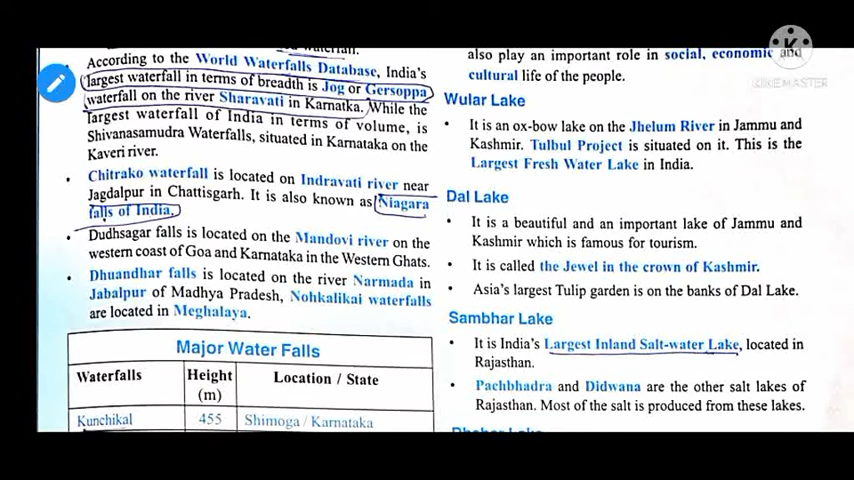 According to the World Waterfalls Database, India's
largest waterfall in terms of breadth is Jog or Gersoppa
waterfall on the river Sharavati in Karnatka. While the
largest waterfall of India in terms of volume, is
Shivanasamudra Waterfalls, situated in Karnataka on the
Kaveri river.
Chitrako waterfall is located on Indravati river near
Jagdalpur in Chattisgarh. It is also known as Niagara
falls of India.
Dudhsagar falls is located on the Mandovi river on the
western coast of Goa and Karnataka in the Western Ghats.
Dhuandhar falls is located on the river Narmada in
Jabalpur of Madhya Pradesh, Nohkalikai waterfalls
are located in Meghalaya.
Major Water Falls
Waterfalls Height (m) Location / State
Kunchikal 455 Shimoga / Karnataka
also play an important role in social, economic and
cultural life of the people.
Wular Lake
It is an ox-bow lake on the Jhelum River in Jammu and
Kashmir. Tulbul Project is situated on it. This is the
Largest Fresh Water Lake in India.
Dal Lake
It is a beautiful and an important lake of Jammu and
Kashmir which is famous for tourism.
It is called the Jewel in the crown of Kashmir.
Asia's largest Tulip garden is on the banks of Dal Lake.
Sambhar Lake
It is India's Largest Inland Salt-water Lake, located in
Rajasthan.
Pachbhadra and Didwana are the other salt lakes of
Rajasthan. Most of the salt is produced from these lakes.
KINEMASTER